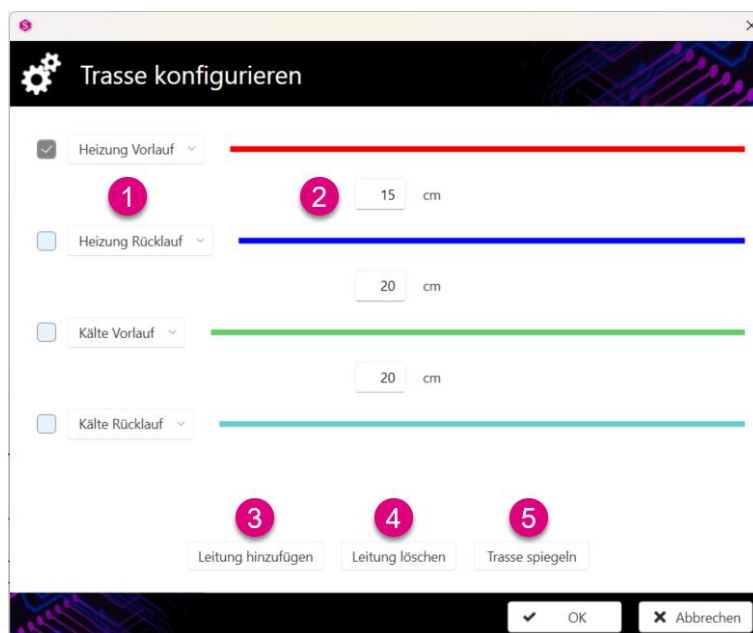 S
Trasse konfigurieren
Heizung Vorlauf
1
2
15 cm
Heizung Rücklauf
20 cm
Kälte Vorlauf
20 cm
Kälte Rücklauf
3
4
5
Leitung hinzufügen
Leitung löschen
Trasse spiegeln
OK
Abbrechen